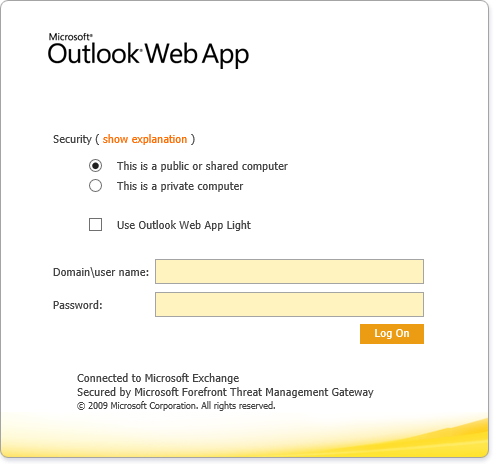 Microsoft®
Outlook® Web App
Security ( show explanation )
This is a public or shared computer
This is a private computer
Use Outlook Web App Light
Domain\user name:
Password:
Log On
Connected to Microsoft Exchange
Secured by Microsoft Forefront Threat Management Gateway
© 2009 Microsoft Corporation. All rights reserved.